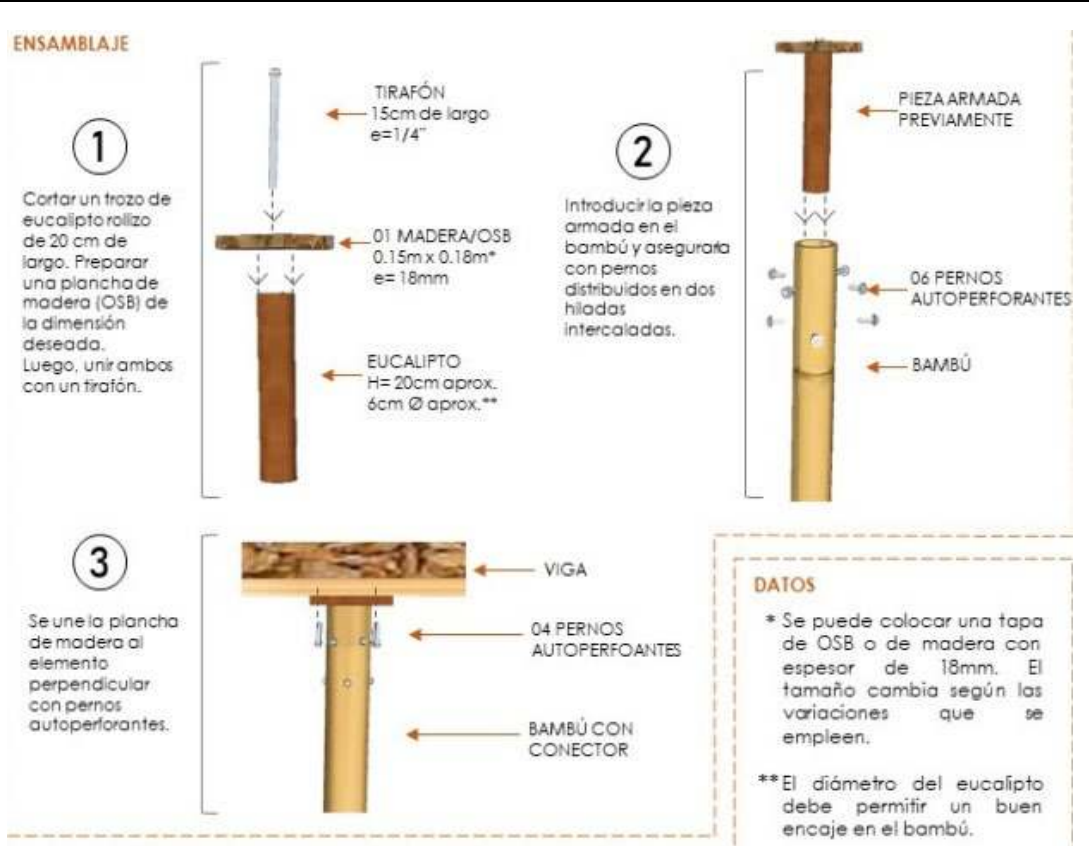 ENSAMBLAJE
1
Cortar un trozo de
eucalipto rollizo
de 20 cm de
largo. Preparar
una plancha de
madera (OSB) de
la dimensión
deseada.
Luego, unir ambos
con un tirafón.
TIRAFÓN
15cm de largo
e=1/4"
01 MADERA/OSB
0.15m x 0.18m*
e= 18mm
EUCALIPTO
H= 20cm aprox.
6cm Ø aprox.**
2
Introducir la pieza
armada en el
bambú y asegurarla
con pernos
distribuidos en dos
hiladas
intercaladas.
PIEZA ARMADA
PREVIAMENTE
06 PERNOS
AUTOPERFORANTES
BAMBÚ
3
Se une la plancha
de madera al
elemento
perpendicular
con pernos
autoperforantes.
VIGA
04 PERNOS
AUTOPERFOANTES
BAMBÚ CON
CONECTOR
DATOS
* Se puede colocar una tapa
de OSB o de madera con
espesor de 18mm. El
tamaño cambia según las
variaciones que se
empleen.
** El diámetro del eucalipto
debe permitir un buen
encaje en el bambú.